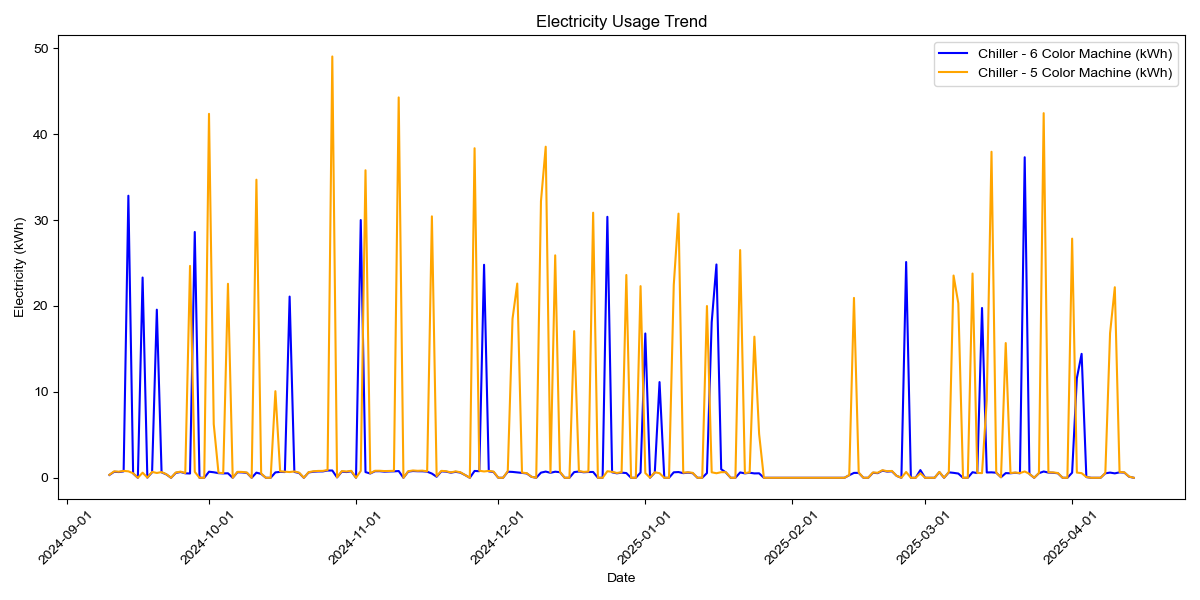 Electricity Usage Trend
Chiller - 6 Color Machine (kWh)
Chiller - 5 Color Machine (kWh)
Electricity (kWh)
50
40
30
20
10
0
2024-09-01
2024-10-01
2024-11-01
2024-12-01
2025-01-01
2025-02-01
2025-03-01
2025-04-01
Date